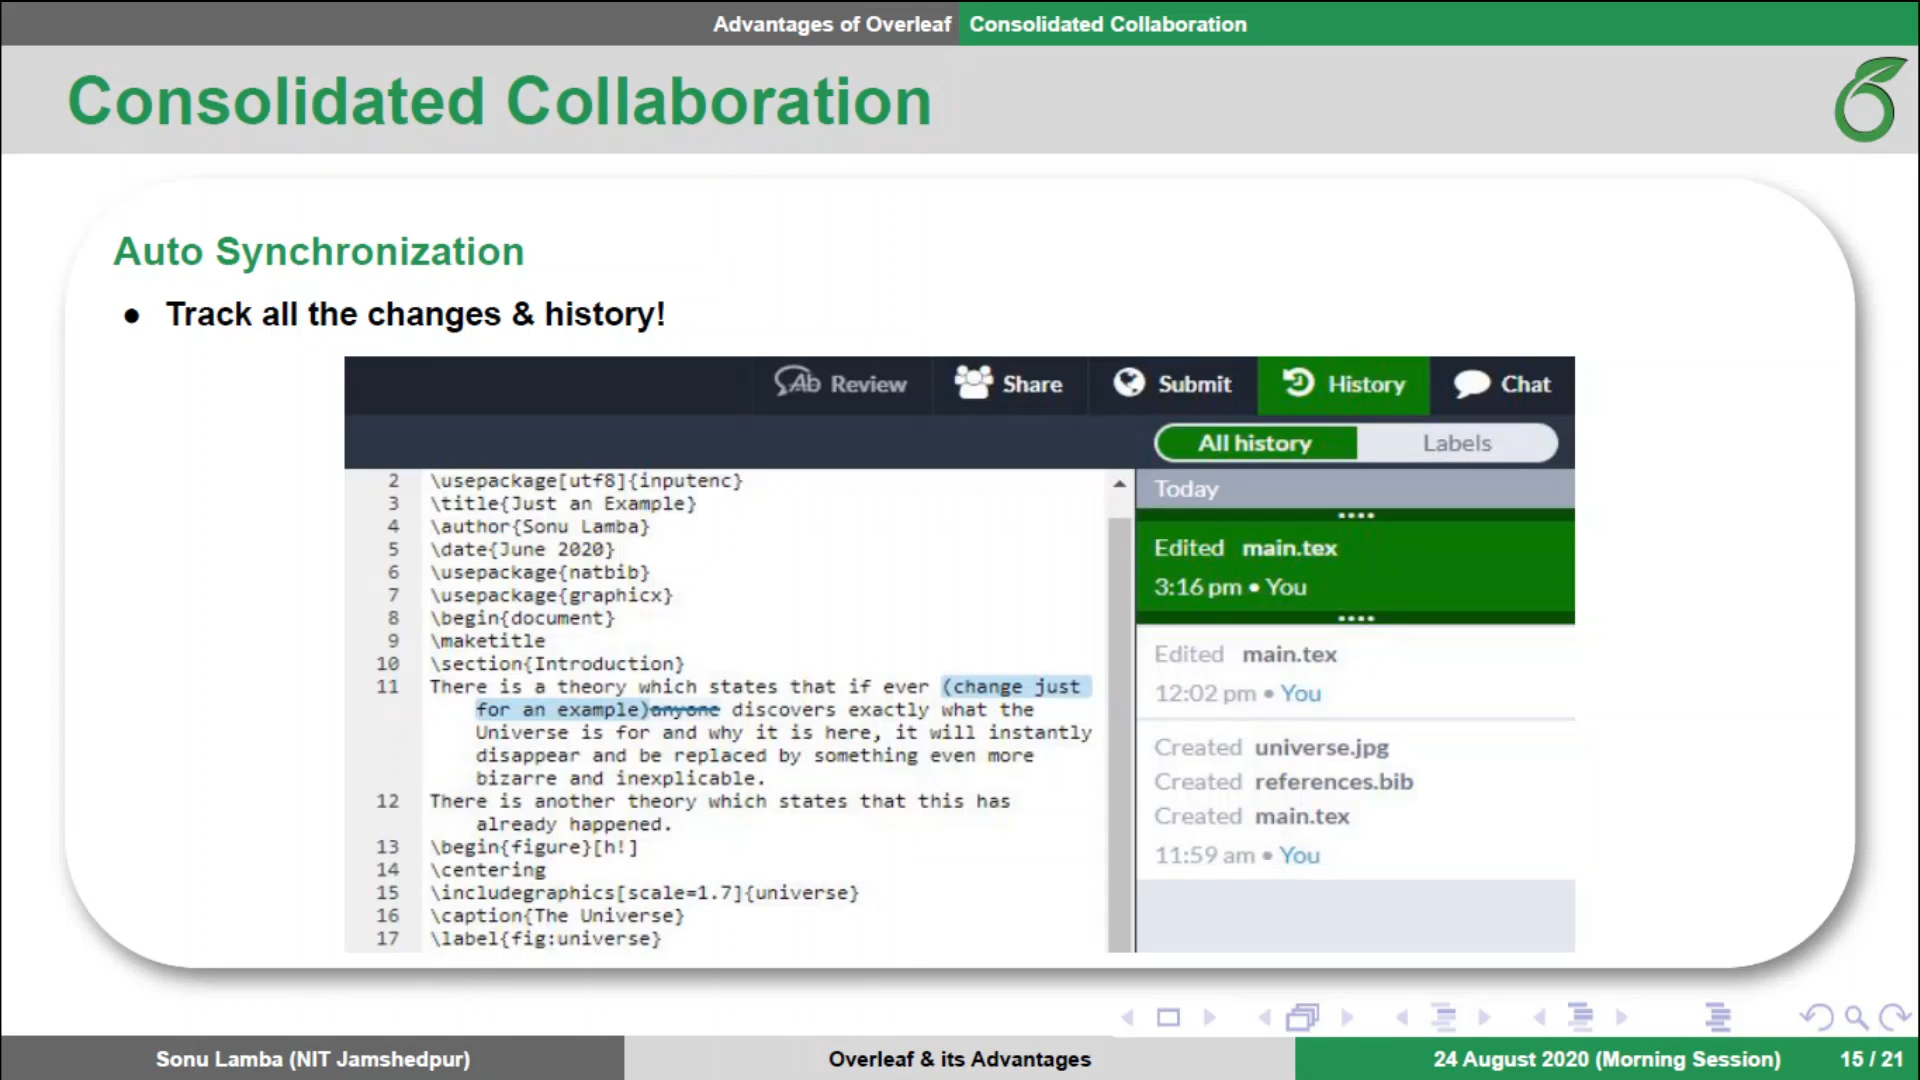 Advantages of Overleaf Consolidated Collaboration
Consolidated Collaboration
Auto Synchronization
● Track all the changes & history!
Ab Review Share Submit History Chat
All history Labels
2 \usepackage[utf8]{inputenc}
3 \title{Just an Example}
4 \author{Sonu Lamba}
5 \date{June 2020}
6 \usepackage{natbib}
7 \usepackage{graphicx}
8 \begin{document}
9 \maketitle
10 \section{Introduction}
11 There is a theory which states that if ever (change just
for an example)anyone discovers exactly what the
Universe is for and why it is here, it will instantly
disappear and be replaced by something even more
bizarre and inexplicable.
12 There is another theory which states that this has
already happened.
13 \begin{figure}[h!]
14 \centering
15 \includegraphics[scale=1.7]{universe}
16 \caption{The Universe}
17 \label{fig:universe}
Today
Edited main.tex
3:16 pm • You
Edited main.tex
12:02 pm • You
Created universe.jpg
Created references.bib
Created main.tex
11:59 am • You
Sonu Lamba (NIT Jamshedpur) Overleaf & its Advantages 24 August 2020 (Morning Session) 15 / 21